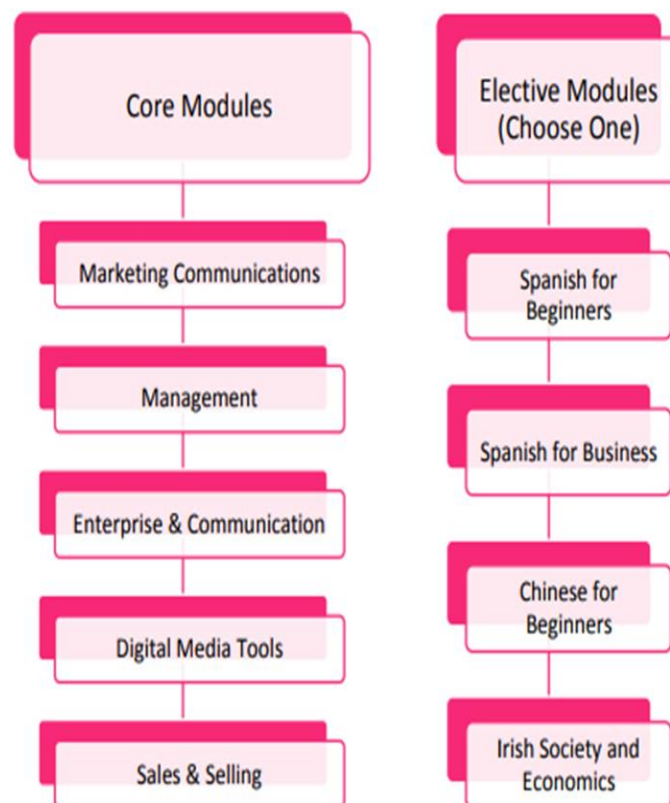 Core Modules
Marketing Communications
Management
Enterprise & Communication
Digital Media Tools
Sales & Selling
Elective Modules
(Choose One)
Spanish for
Beginners
Spanish for Business
Chinese for
Beginners
Irish Society and
Economics